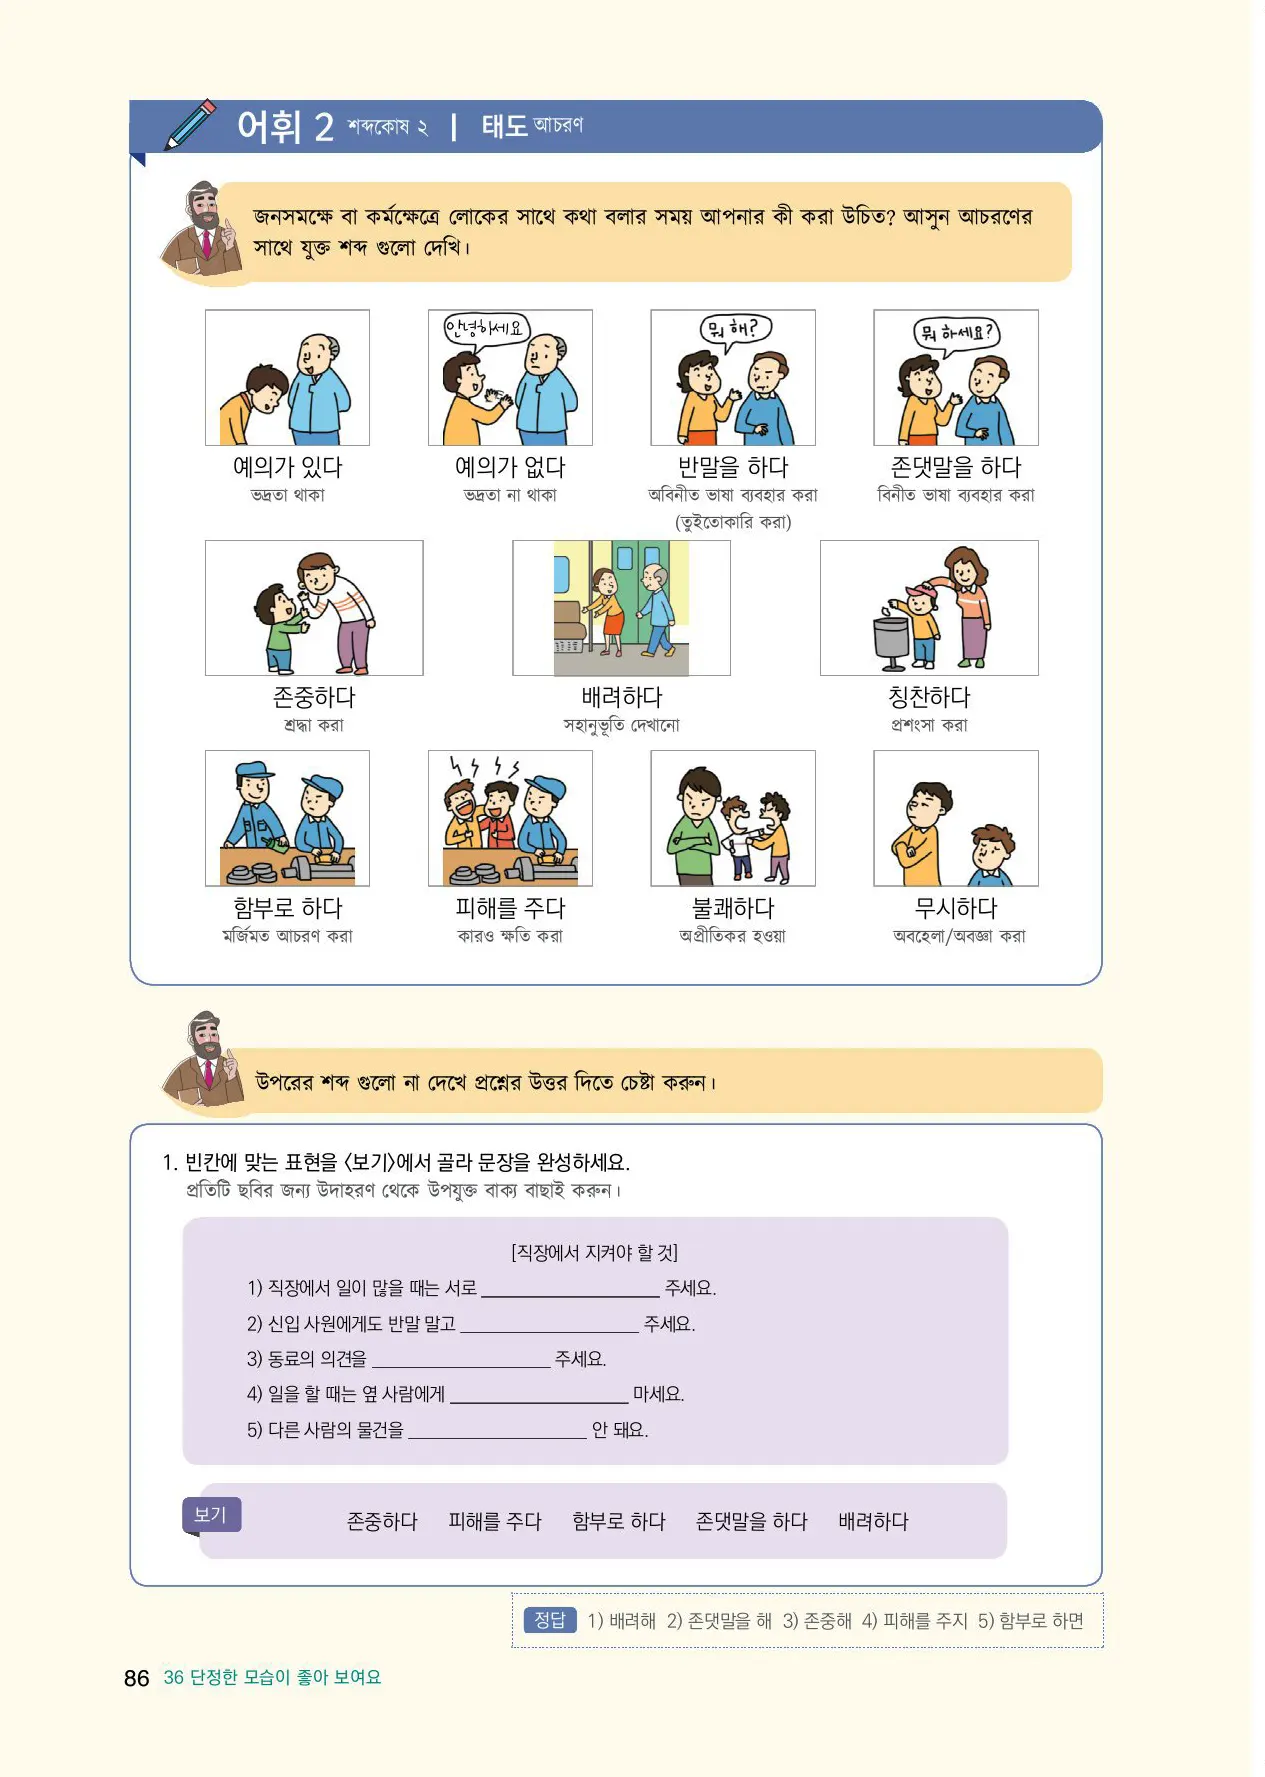 어휘 2 শব্দকোষ ২ | 태도 আচরণ
জনসমক্ষে বা কর্মক্ষেত্রে লোকের সাথে কথা বলার সময় আপনার কী করা উচিত? আসুন আচরণের
সাথে যুক্ত শব্দ গুলো দেখি।
안녕하세요
뭐 해?
뭐 하세요?
예의가 있다
예의가 없다
반말을 하다
존댓말을 하다
ভদ্রতা থাকা
ভদ্রতা না থাকা
অবিনীত ভাষা ব্যবহার করা
বিনীত ভাষা ব্যবহার করা
(তুইতোকারি করা)
존중하다
배려하다
칭찬하다
শ্রদ্ধা করা
সহানুভূতি দেখানো
প্রশংসা করা
함부로 하다
피해를 주다
불쾌하다
무시하다
মর্জিমত আচরণ করা
কারও ক্ষতি করা
অপ্রীতিকর হওয়া
অবহেলা/অবজ্ঞা করা
উপরের শব্দ গুলো না দেখে প্রশ্নের উত্তর দিতে চেষ্টা করুন।
1. 빈칸에 맞는 표현을 <보기>에서 골라 문장을 완성하세요.
প্রতিটি ছবির জন্য উদাহরণ থেকে উপযুক্ত বাক্য বাছাই করুন।
[직장에서 지켜야 할 것]
1) 직장에서 일이 많을 때는 서로 ____________ 주세요.
2) 신입 사원에게도 반말 말고 ____________ 주세요.
3) 동료의 의견을 ____________ 주세요.
4) 일을 할 때는 옆 사람에게 ____________ 마세요.
5) 다른 사람의 물건을 ____________ 안 돼요.
보기
존중하다 피해를 주다 함부로 하다 존댓말을 하다 배려하다
정답 1) 배려해 2) 존댓말을 해 3) 존중해 4) 피해를 주지 5) 함부로 하면
86 36 단정한 모습이 좋아 보여요